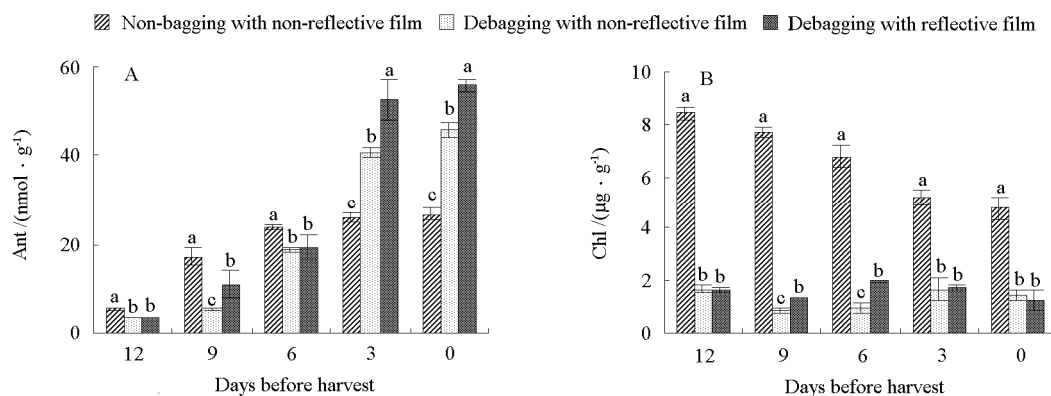 Non-bagging with non-reflective film Debagging with non-reflective film Debagging with reflective film
A
Ant /(nmol · g⁻¹)
60
40
20
0
a b b
a c b
a b b
c b a
c b a
12 9 6 3 0
Days before harvest
B
Chl /(μg · g⁻¹)
10
8
6
4
2
0
a b b
a c b
a c b
a b b
a b b
12 9 6 3 0
Days before harvest